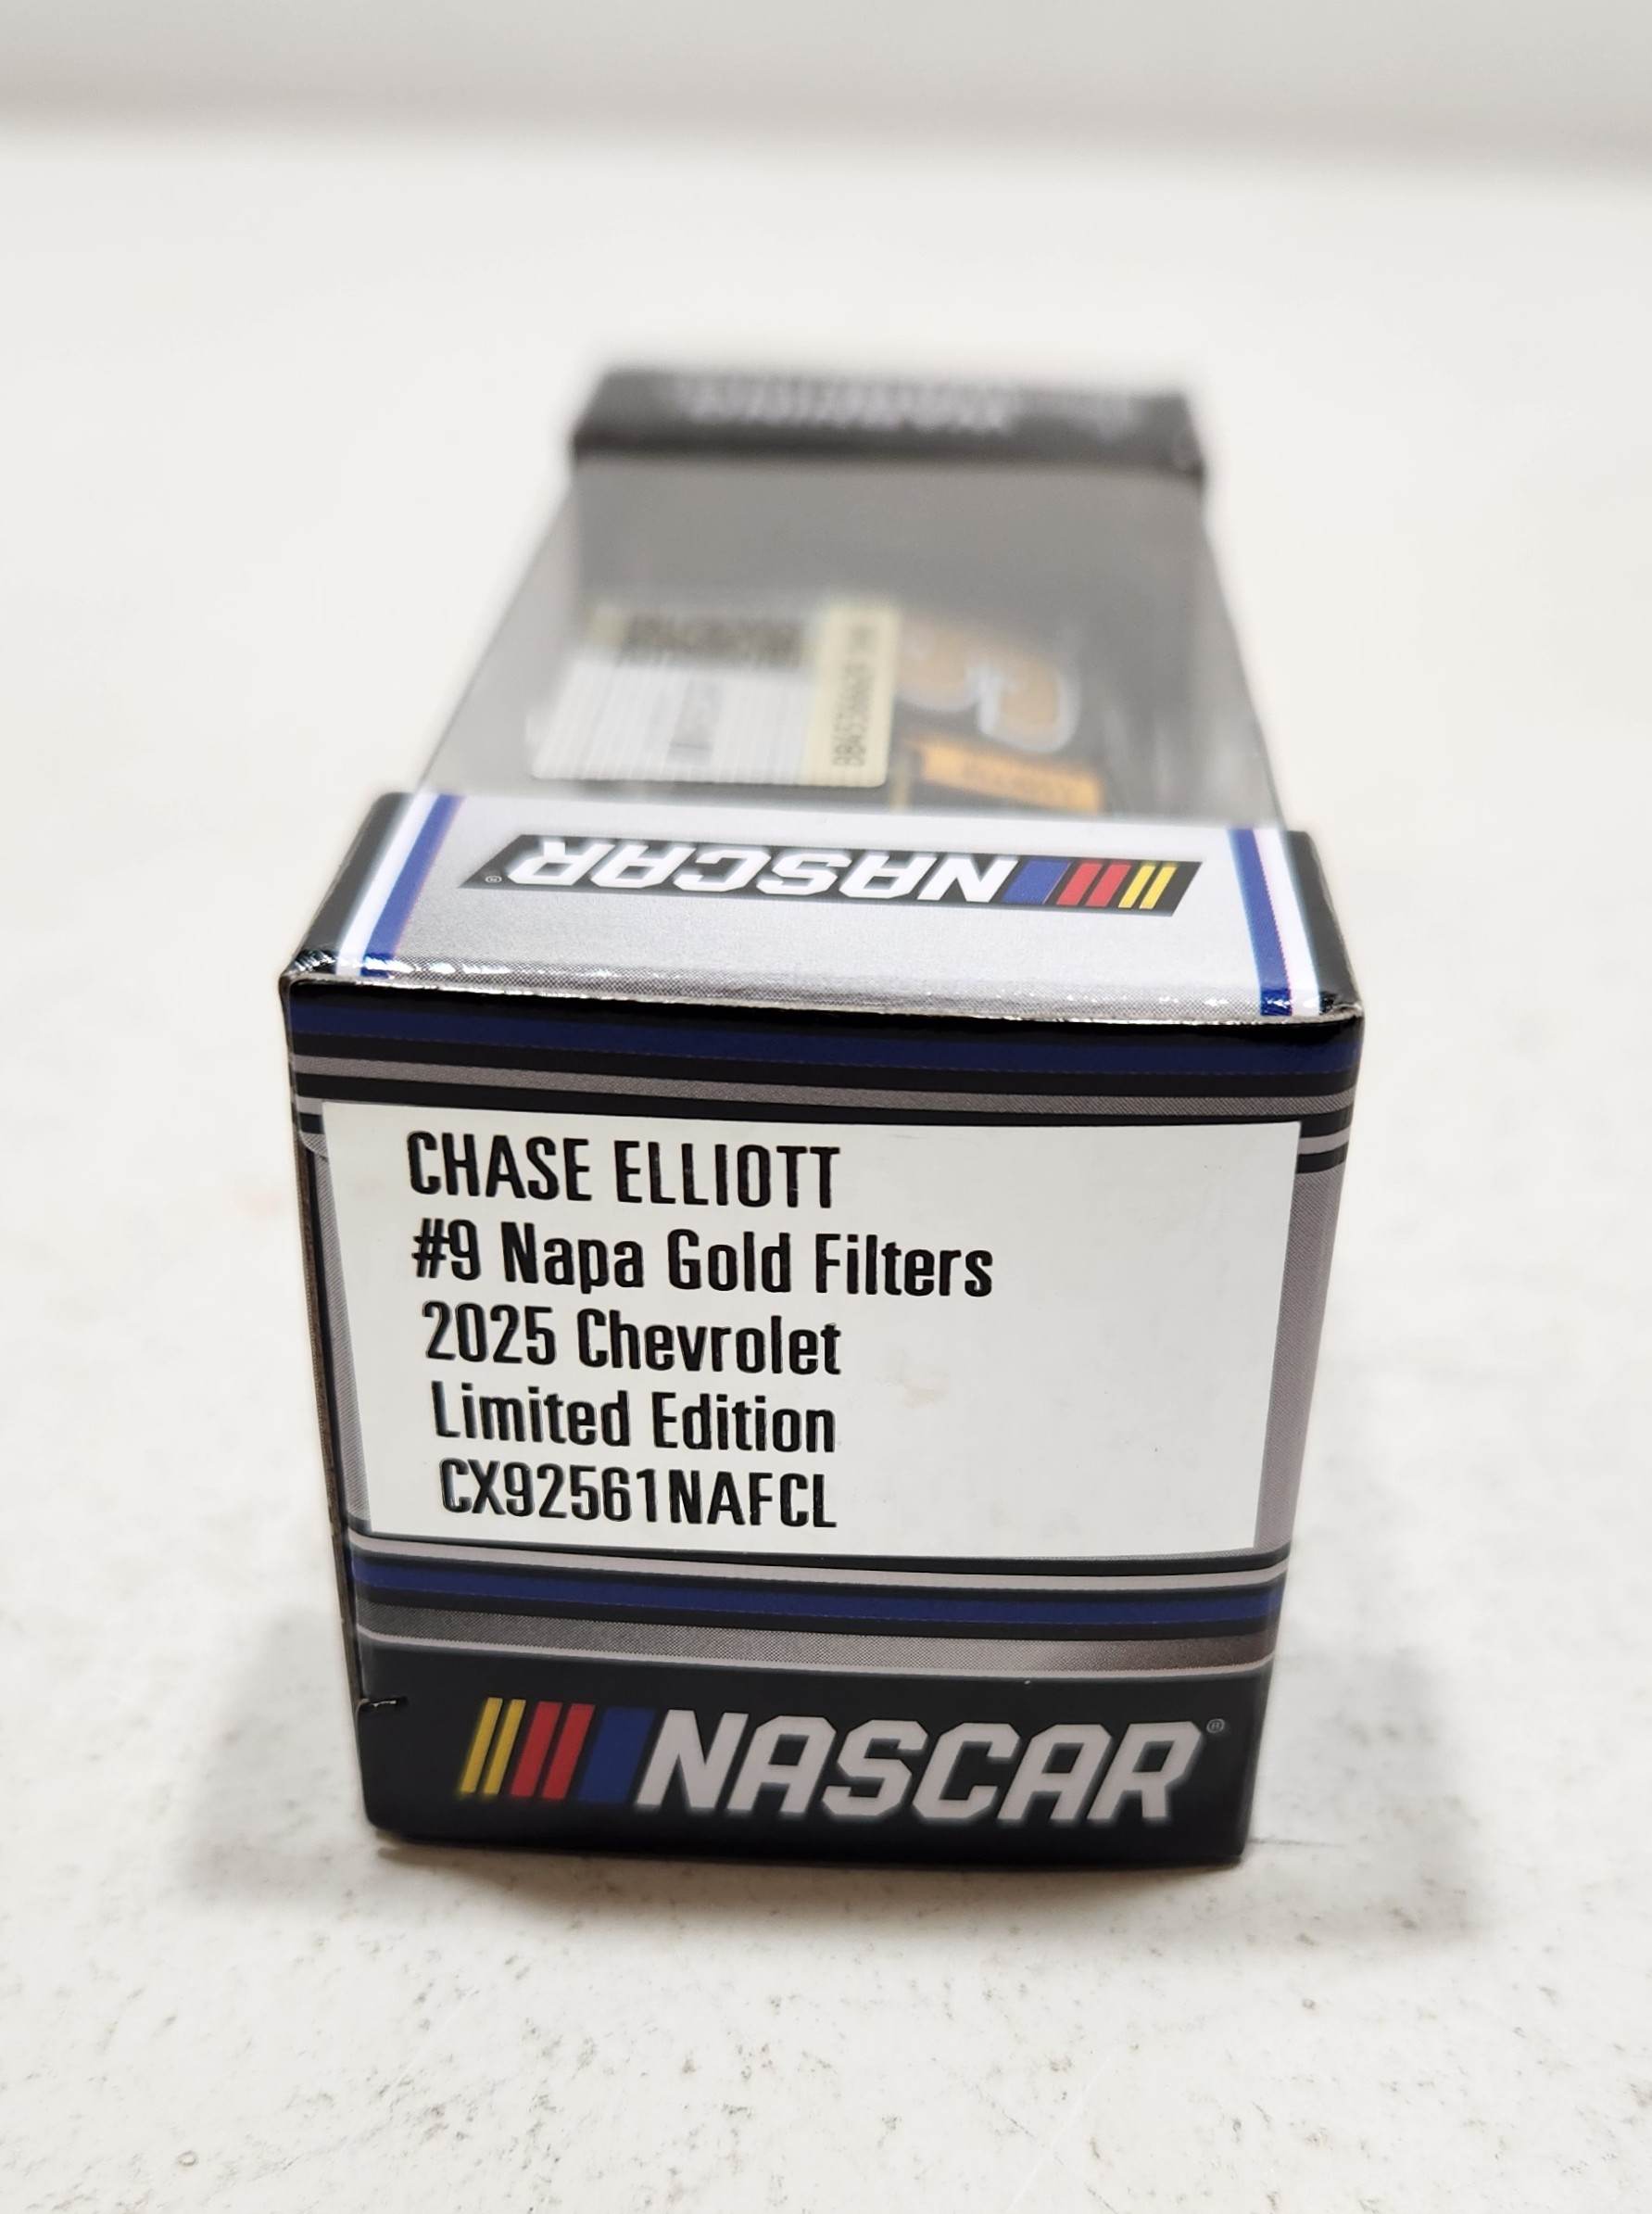 NASCAR®
CHASE ELLIOTT
#9 Napa Gold Filters
2025 Chevrolet
Limited Edition
CX92561NAFCL
NASCAR®